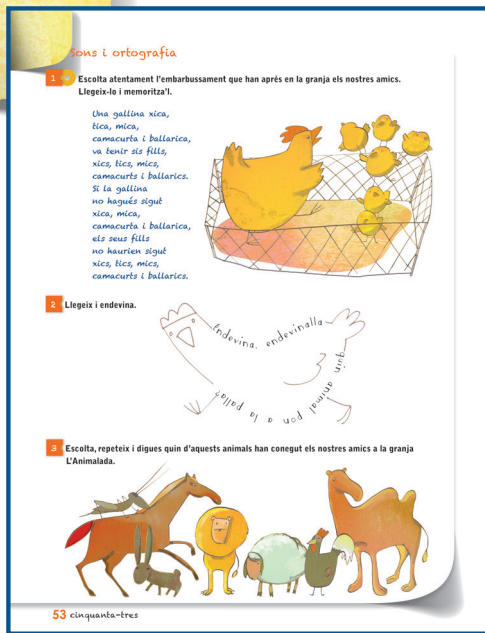 Sons i ortografia
1 Escolta atentament l'embarbussament que han aprés en la granja els nostres amics.
Llegeix-lo i memoritza'l.
Una gallina xica,
tica, mica,
camacurta i ballarica,
va tenir sis fills,
xics, tics, mics,
camacurts i ballarics.
Si la gallina
no hagués sigut
xica, mica,
camacurta i ballarica,
els seus fills
no haurien sigut
xics, tics, mics,
camacurts i ballarics.
2 Llegeix i endevina.
Endevina, endevinalla
quin animal pon a la palla?
3 Escolta, repeteix i digues quin d'aquests animals han conegut els nostres amics a la granja
L'Animalada.
53 cinquanta-tres